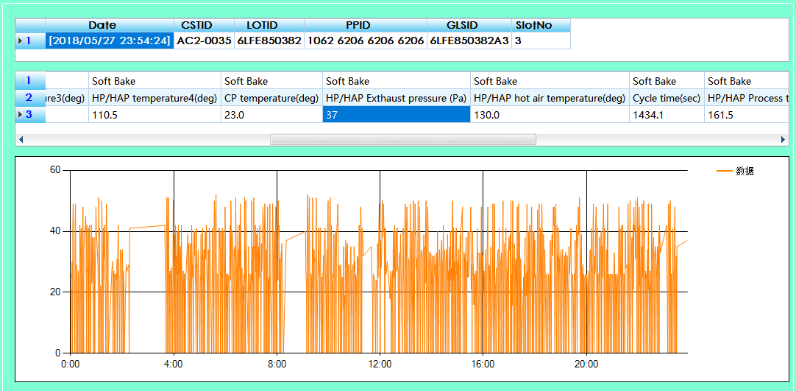 Date CSTID LOTID PPID GLSID SlotNo
1 [2018/05/27 23:54:24] AC2-0035 6LFE850382 1062 6206 6206 6206 6LFE850382A3 3
1 Soft Bake Soft Bake Soft Bake Soft Bake Soft Bake Soft Bake
2 ure3(deg) HP/HAP temperature4(deg) CP temperature(deg) HP/HAP Exthaust pressure (Pa) HP/HAP hot air temperature(deg) Cycle time(sec) HP/HAP Process t
3 110.5 23.0 37 130.0 1434.1 161.5
60
数据
40
20
0
0:00 4:00 8:00 12:00 16:00 20:00